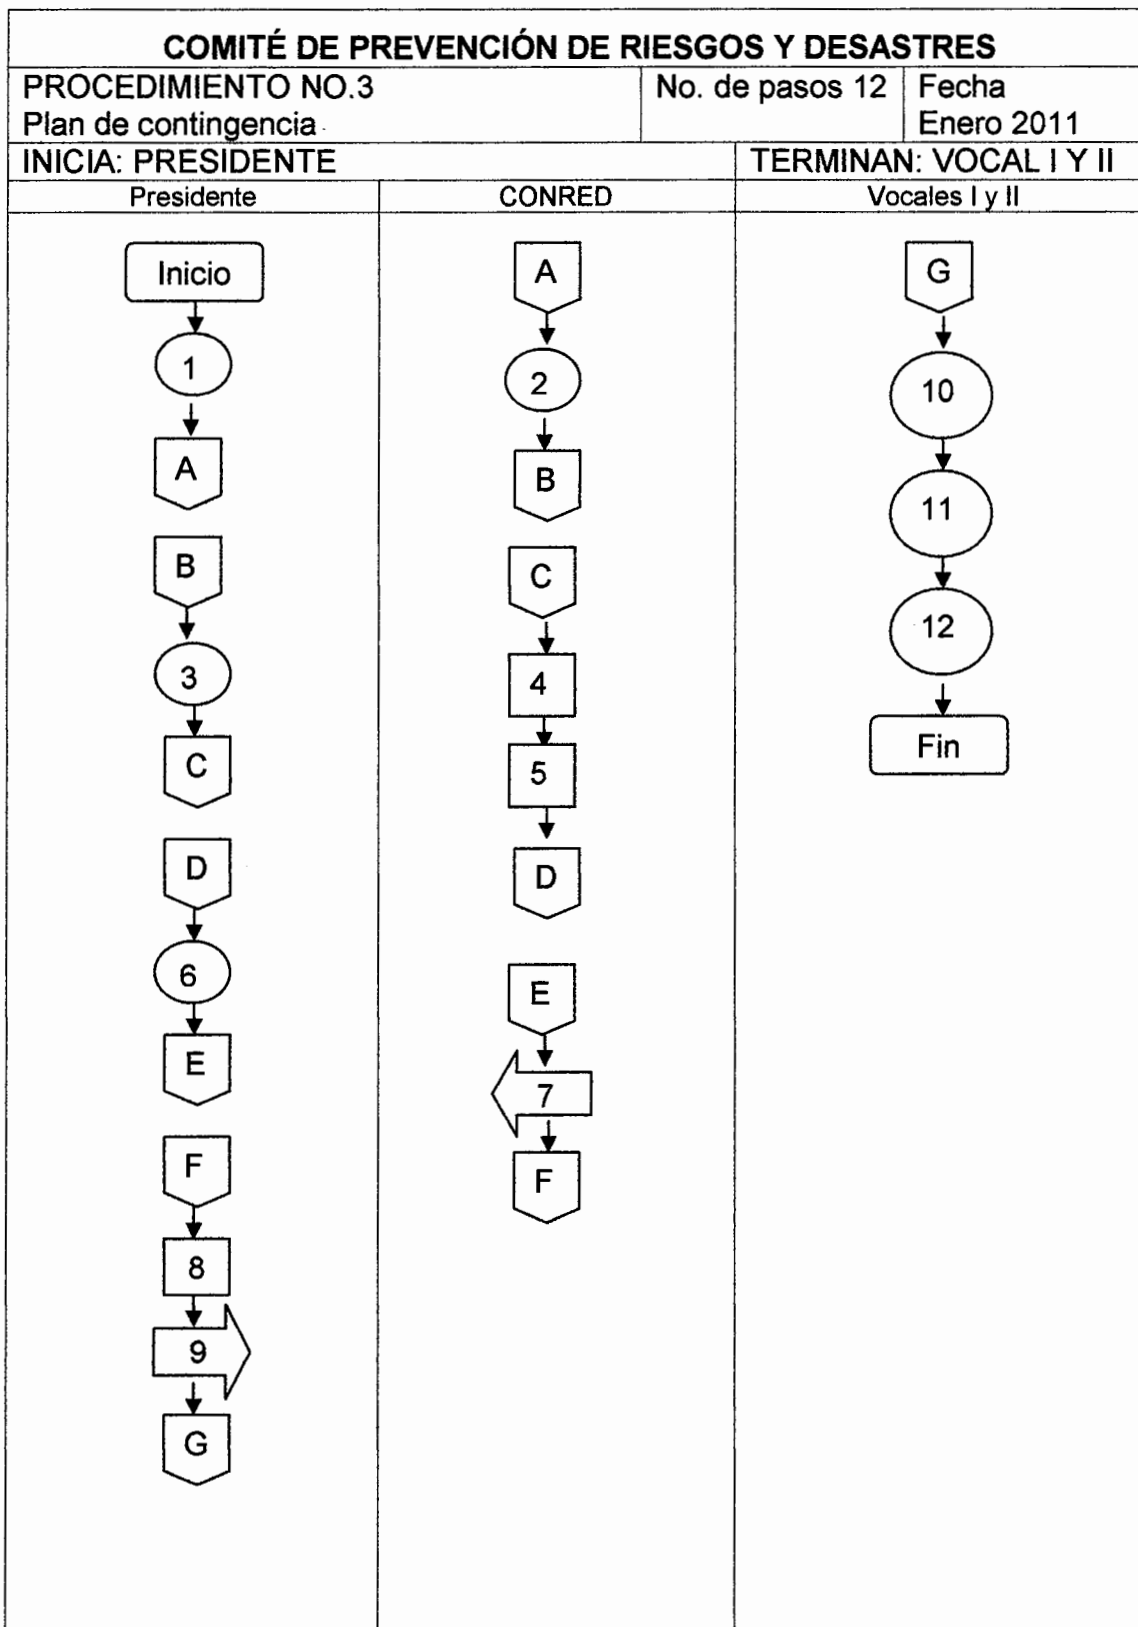 COMITÉ DE PREVENCIÓN DE RIESGOS Y DESASTRES
PROCEDIMIENTO NO.3
Plan de contingencia
No. de pasos 12
Fecha
Enero 2011
INICIA: PRESIDENTE
TERMINAN: VOCAL I Y II
Presidente
CONRED
Vocales I y II
Inicio
1
A
B
3
C
D
6
E
F
8
9
G
A
2
B
C
4
5
D
E
7
F
G
10
11
12
Fin